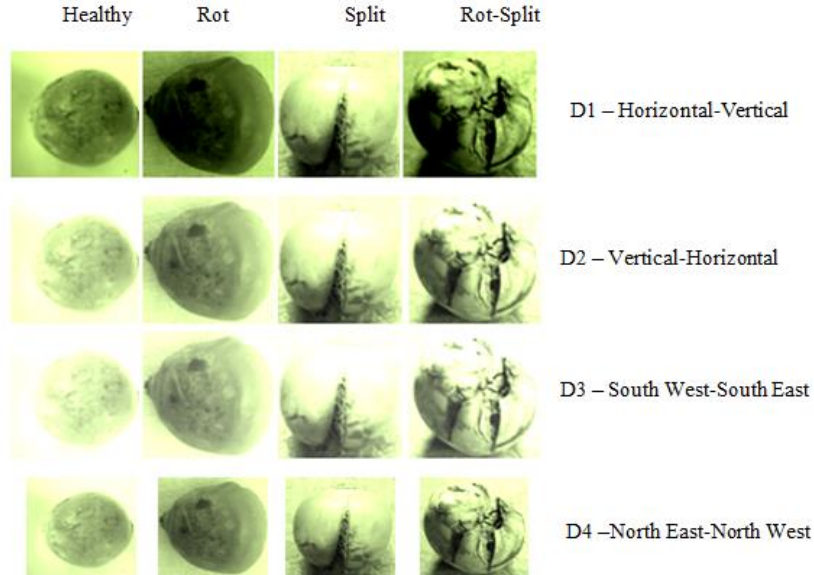 Healthy Rot Split Rot-Split
D1 – Horizontal-Vertical
D2 – Vertical-Horizontal
D3 – South West-South East
D4 –North East-North West